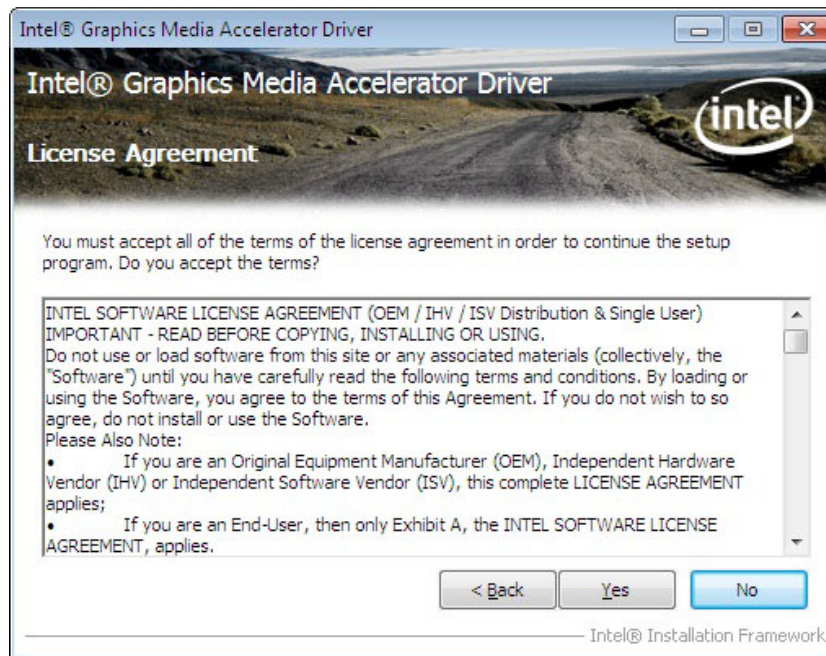 Intel® Graphics Media Accelerator Driver
Intel® Graphics Media Accelerator Driver
intel
License Agreement
You must accept all of the terms of the license agreement in order to continue the setup
program. Do you accept the terms?
INTEL SOFTWARE LICENSE AGREEMENT (OEM / IHV / ISV Distribution & Single User)
IMPORTANT - READ BEFORE COPYING, INSTALLING OR USING.
Do not use or load software from this site or any associated materials (collectively, the
"Software") until you have carefully read the following terms and conditions. By loading or
using the Software, you agree to the terms of this Agreement. If you do not wish to so
agree, do not install or use the Software.
Please Also Note:
• If you are an Original Equipment Manufacturer (OEM), Independent Hardware
Vendor (IHV) or Independent Software Vendor (ISV), this complete LICENSE AGREEMENT
applies;
• If you are an End-User, then only Exhibit A, the INTEL SOFTWARE LICENSE
AGREEMENT, applies.
< Back Yes No
Intel® Installation Framework